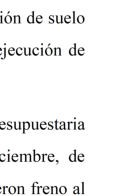 ión de suelo
ejecución de
esupuestaria
ciembre, de
eron freno al